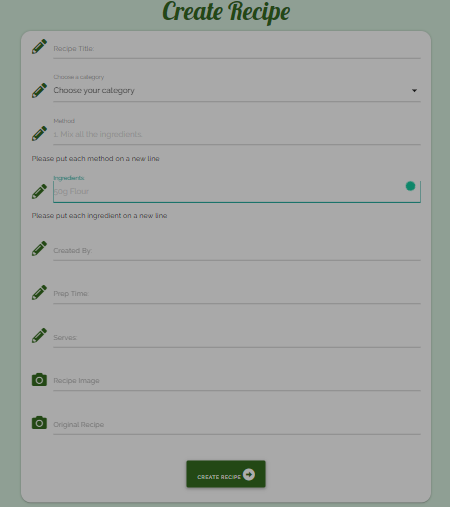 Create Recipe
Recipe Title
Choose a category
Choose your category
Method
1. Mix all the ingredients
Please put each method on a new line
Ingredients
50g Flour
Please put each ingredient on a new line
Created By
Prep Time
Serves
Recipe Image
Original Recipe
CREATE RECIPE